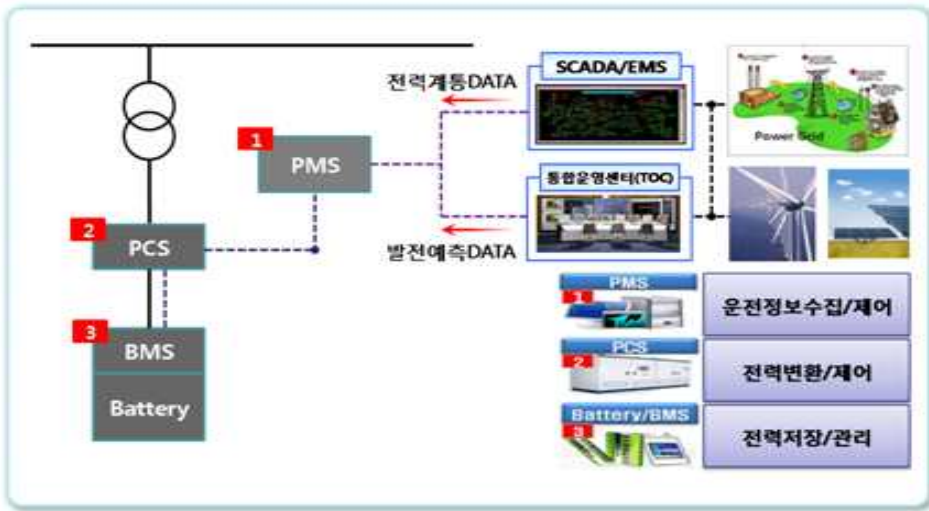 SCADA/EMS
전력계통DATA
Power Grid
1
PMS
통합운영센터(TOC)
2
PCS
발전예측DATA
PMS
1
운전정보수집/제어
3
BMS
PCS
2
전력변환/제어
Battery
Battery/BMS
3
전력저장/관리